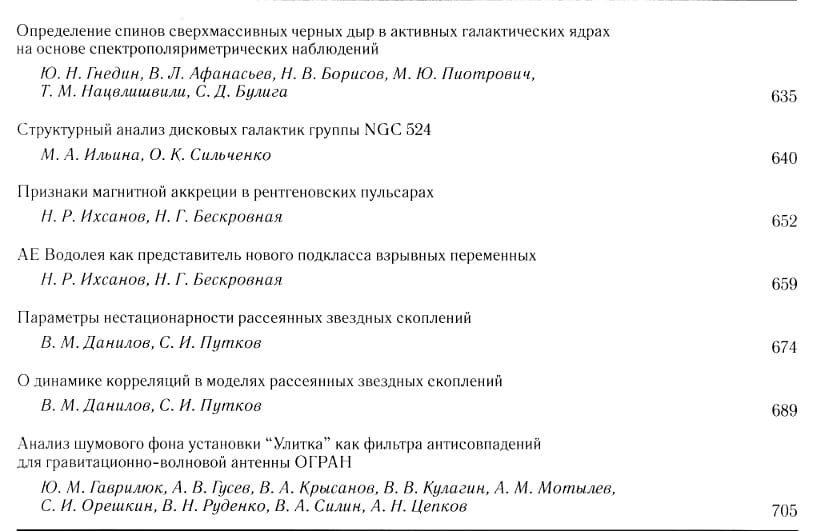 Определение спинов сверхмассивных черных дыр в активных галактических ядрах
на основе спектрополяриметрических наблюдений
Ю. Н. Гнедин, В. Л. Афанасьев, Н. В. Борисов, М. Ю. Пиотрович,
Т. М. Нацвлишвили, С. Д. Булига 635
Структурный анализ дисковых галактик группы NGC 524
М. А. Ильина, О. К. Сильченко 640
Признаки магнитной аккреции в рентгеновских пульсарах
Н. Р. Ихсанов, Н. Г. Бескровная 652
АЕ Водолея как представитель нового подкласса взрывных переменных
Н. Р. Ихсанов, Н. Г. Бескровная 659
Параметры нестационарности рассеянных звездных скоплений
В. М. Данилов, С. И. Путков 674
О динамике корреляций в моделях рассеянных звездных скоплений
В. М. Данилов, С. И. Путков 689
Анализ шумового фона установки “Улитка” как фильтра антисовпадений
для гравитационно-волновой антенны ОГРАН
Ю. М. Гаврилюк, А. В. Гусев, В. А. Крысанов, В. В. Кулагин, А. М. Мотылев,
С. И. Орешкин, В. Н. Руденко, В. А. Силин, А. Н. Цепков 705